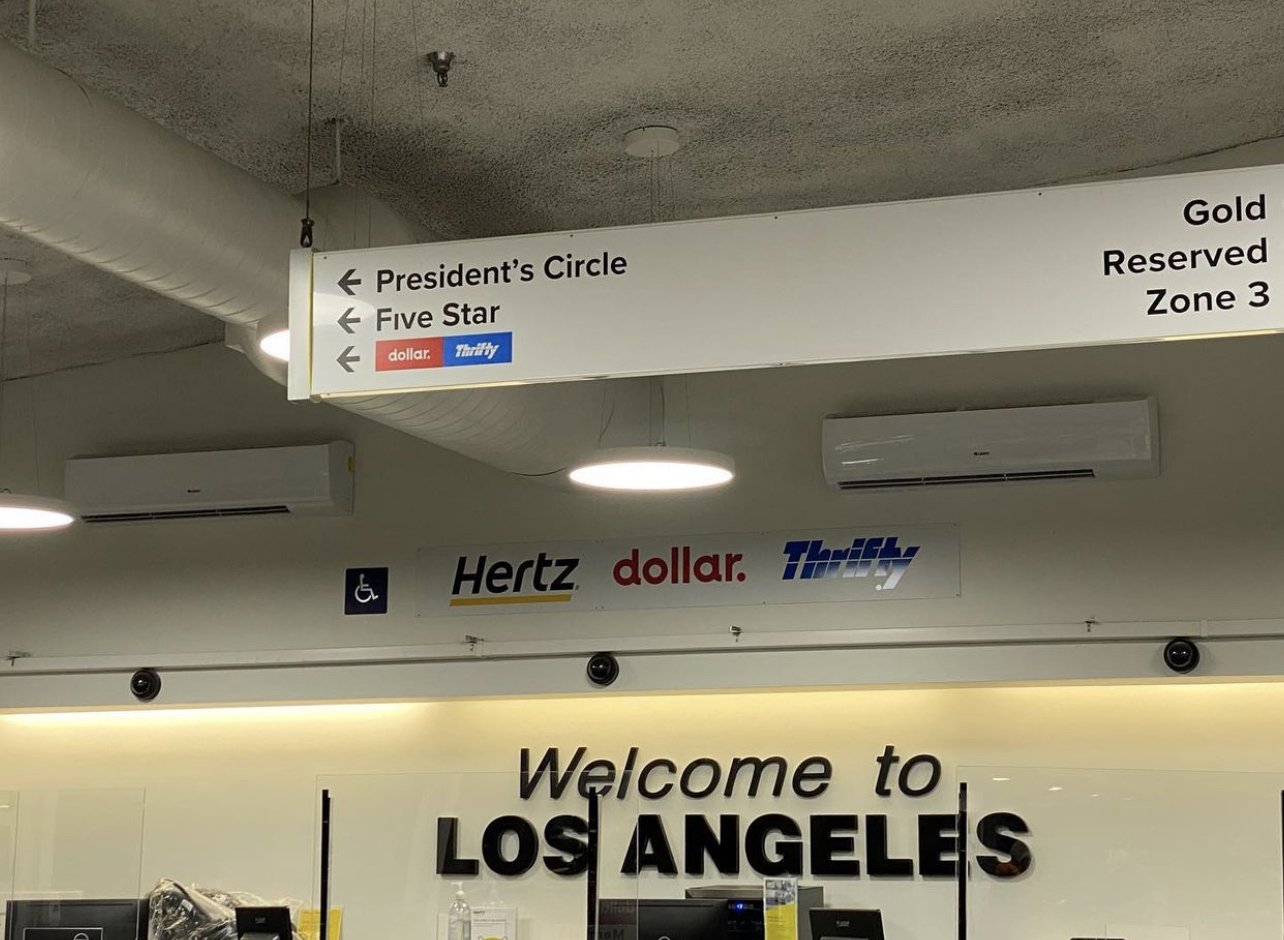 ← President's Circle
← Five Star
← dollar. Thrifty
Gold
Reserved
Zone 3
Hertz dollar. Thrifty
Welcome to
LOS ANGELES